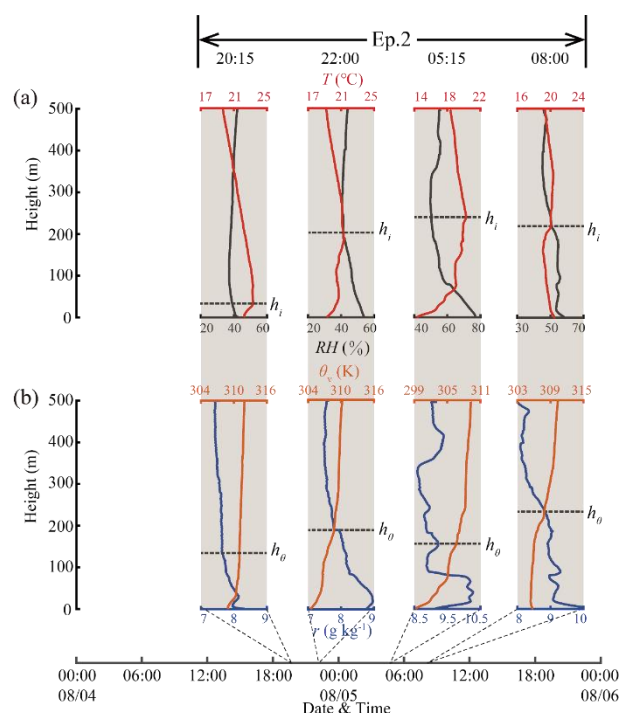 Ep.2
20:15 22:00 05:15 08:00
(a)
T (°C)
17 21 25 17 21 25 14 18 22 16 20 24
Height (m)
500
400
300
200
100
0
h_i h_i h_i h_i
20 40 60 20 40 60 40 60 80 30 50 70
RH (%)
(b)
θ_v (K)
304 310 316 304 310 316 299 305 311 303 309 315
Height (m)
500
400
300
200
100
0
h_θ h_θ h_θ h_θ
7 8 9 7 8 9 8.5 9.5 10.5 8 9 10
r (g kg⁻¹)
00:00 06:00 12:00 18:00 00:00 06:00 12:00 18:00 00:00
08/04 08/05 08/06
Date & Time